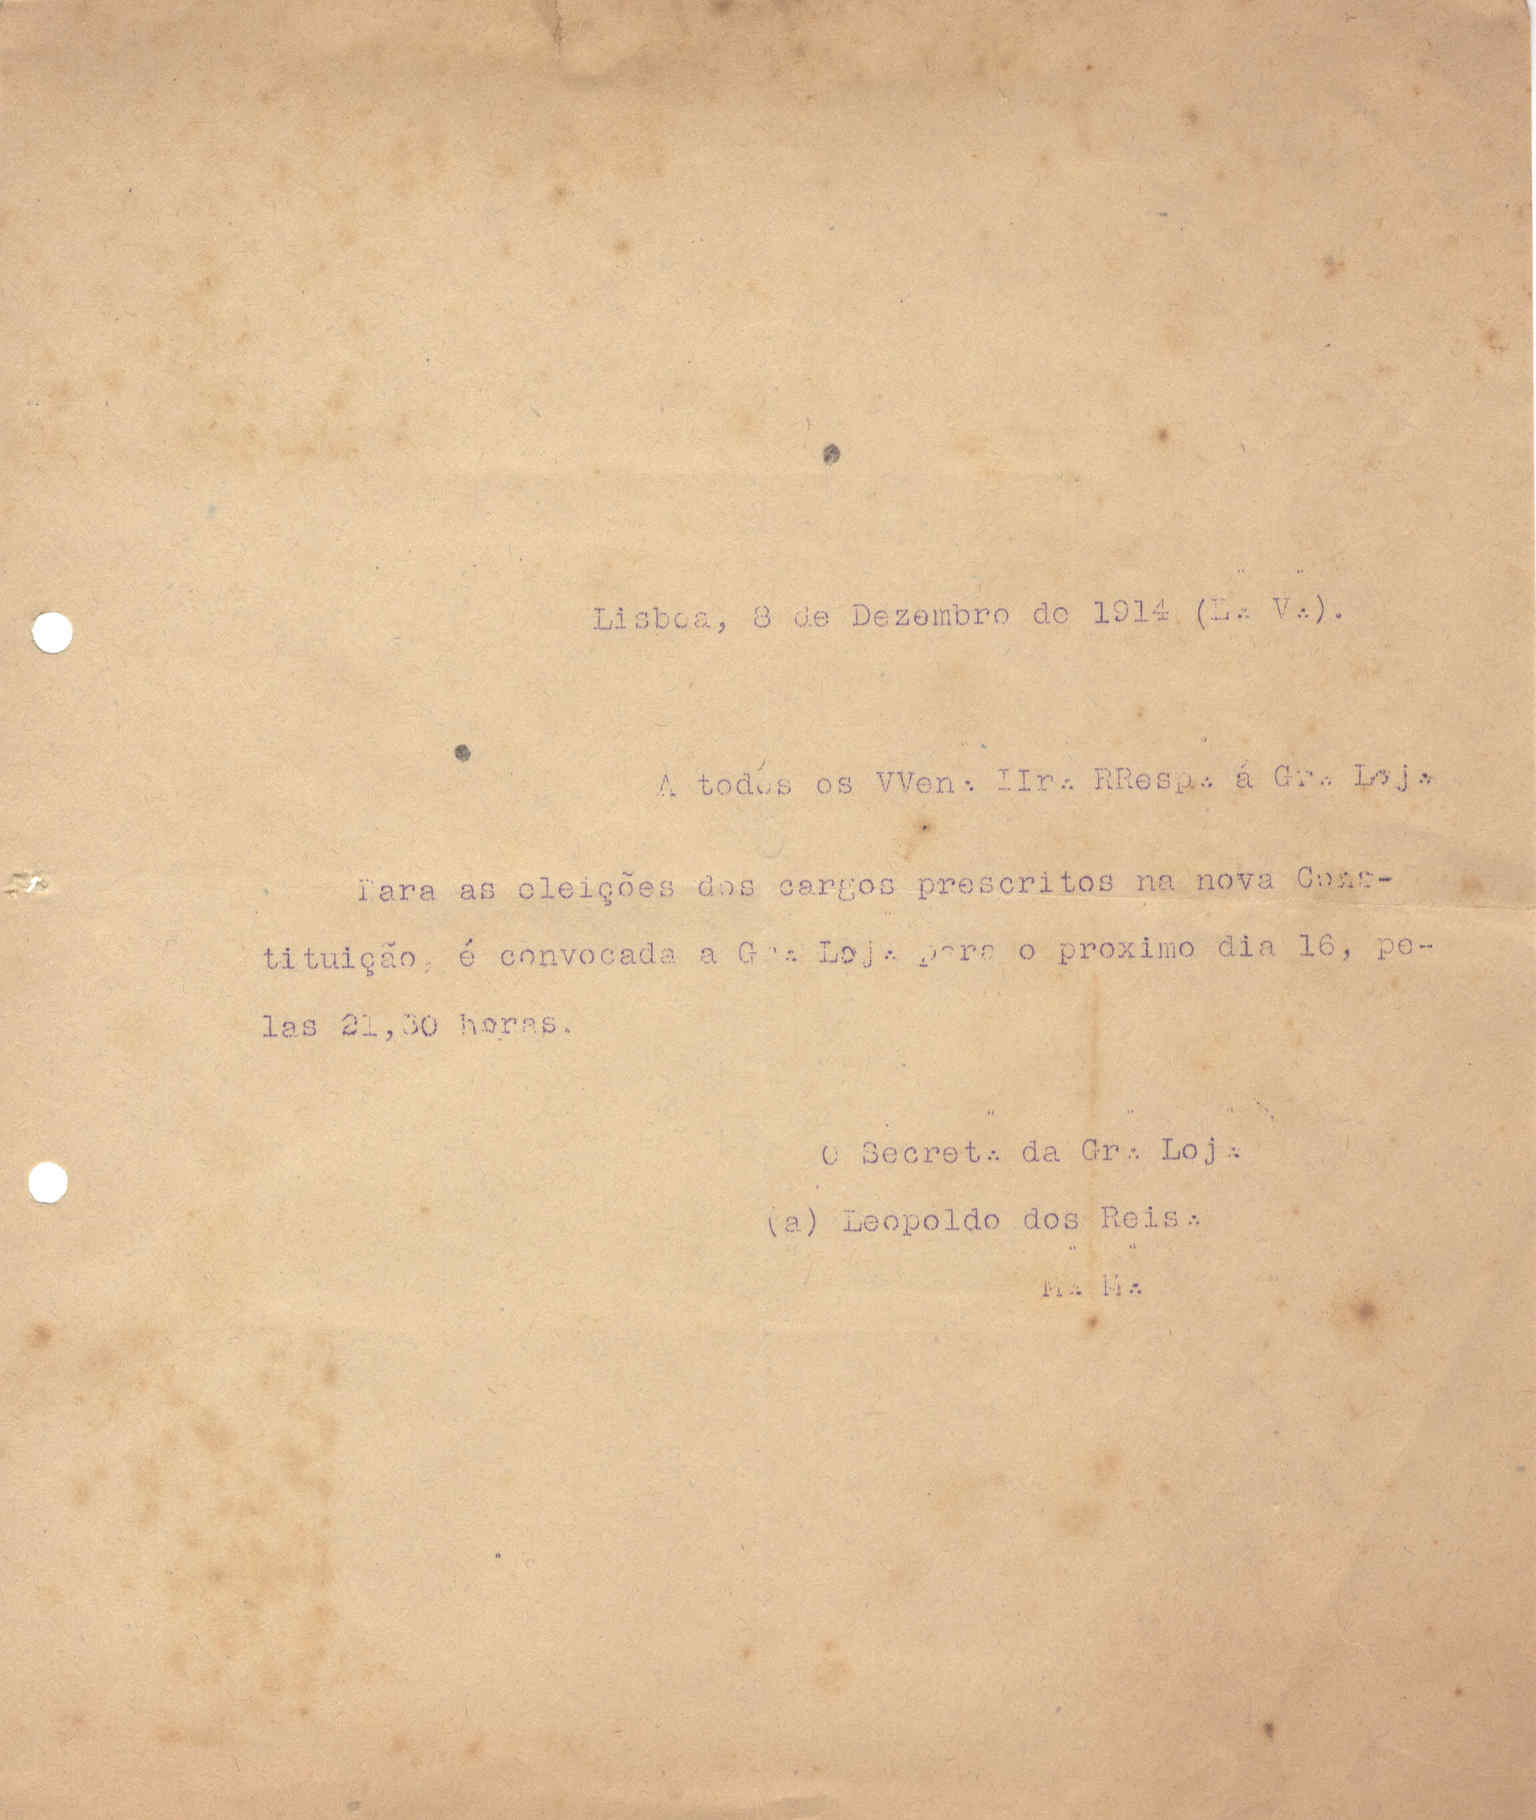 Lisboa, 8 de Dezembro de 1914 (E∴ V∴).
A todos os VVen∴ IIr∴ RResp∴ á Gr∴ Loj∴
Para as eleições dos cargos prescritos na nova Cons-
tituição, é convocada a Gr∴ Loj∴ para o proximo dia 16, pe-
las 21,30 horas.
O Secret∴ da Gr∴ Loj∴
(a) Leopoldo dos Reis∴
M∴ M∴